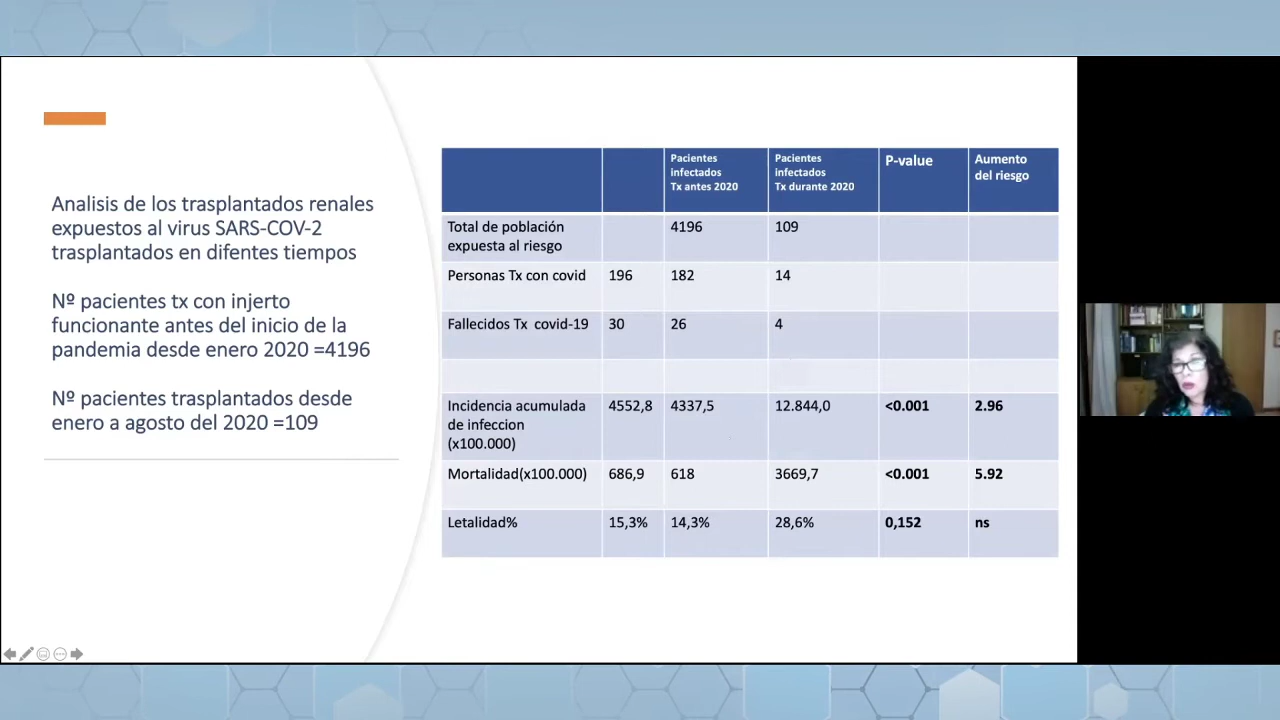 Analisis de los trasplantados renales
expuestos al virus SARS-COV-2
trasplantados en difentes tiempos
Nº pacientes tx con injerto
funcionante antes del inicio de la
pandemia desde enero 2020 =4196
Nº pacientes trasplantados desde
enero a agosto del 2020 =109
Pacientes
infectados
Tx antes 2020
Pacientes
infectados
Tx durante 2020
P-value
Aumento
del riesgo
Total de población
expuesta al riesgo
4196
109
Personas Tx con covid
196
182
14
Fallecidos Tx covid-19
30
26
4
Incidencia acumulada
de infeccion
(x100.000)
4552,8
4337,5
12.844,0
<0.001
2.96
Mortalidad(x100.000)
686,9
618
3669,7
<0.001
5.92
Letalidad%
15,3%
14,3%
28,6%
0,152
ns